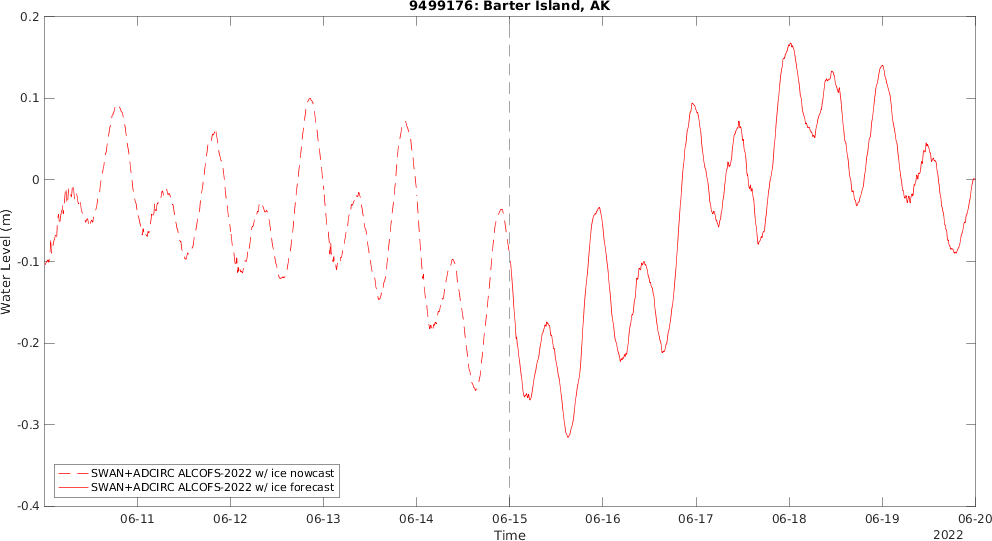 9499176: Barter Island, AK
0.2
0.1
0
-0.1
-0.2
-0.3
-0.4
Water Level (m)
SWAN+ADCIRC ALCOFS-2022 w/ ice nowcast
SWAN+ADCIRC ALCOFS-2022 w/ ice forecast
06-11 06-12 06-13 06-14 06-15 06-16 06-17 06-18 06-19 06-20
Time
2022